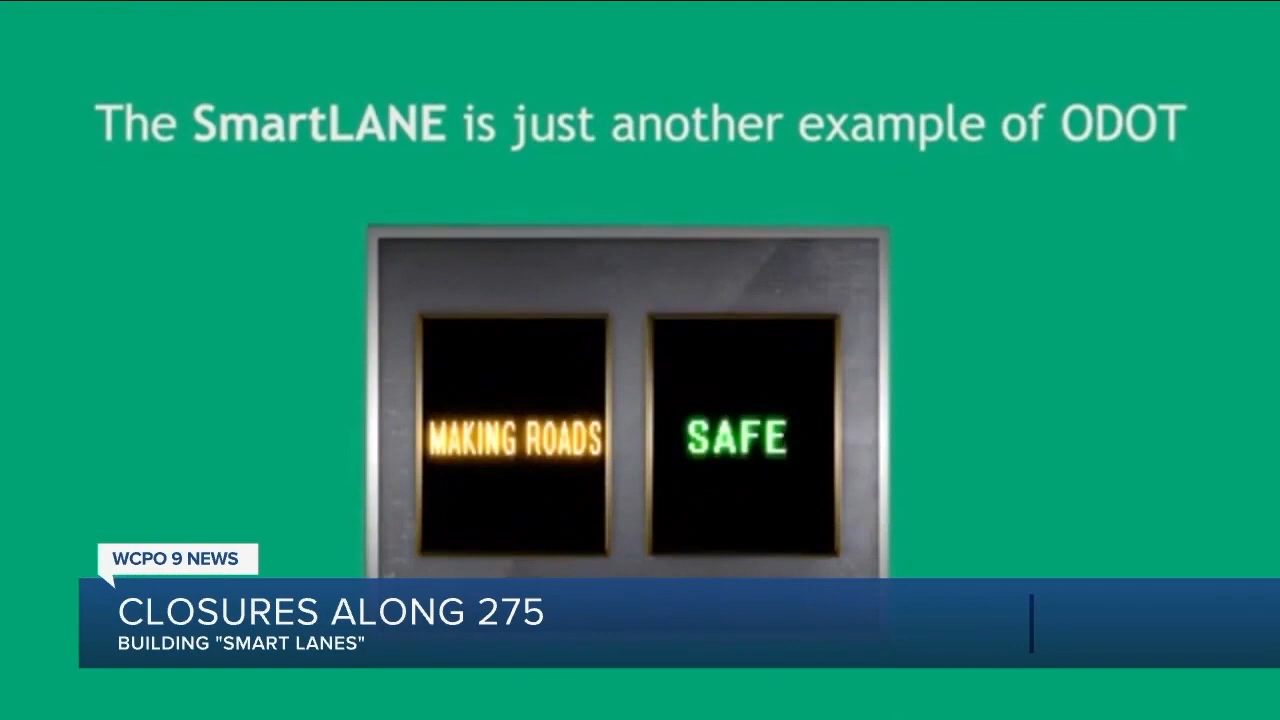 The SmartLANE is just another example of ODOT
MAKING ROADS
SAFE
WCPO 9 NEWS
CLOSURES ALONG 275
BUILDING "SMART LANES"